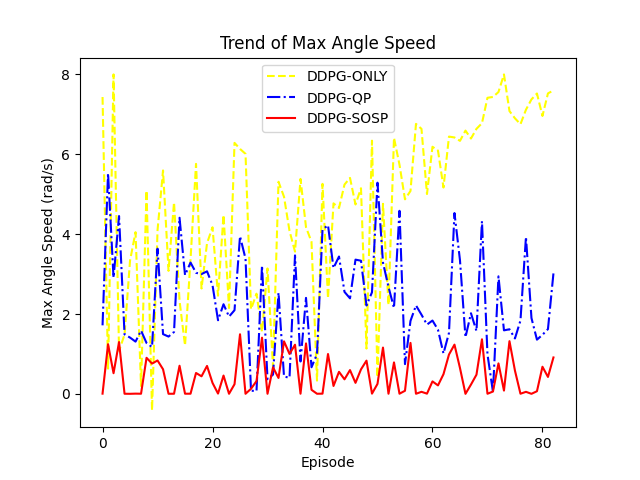 Trend of Max Angle Speed
DDPG-ONLY
DDPG-QP
DDPG-SOSP
Max Angle Speed (rad/s)
8
6
4
2
0
0 20 40 60 80
Episode